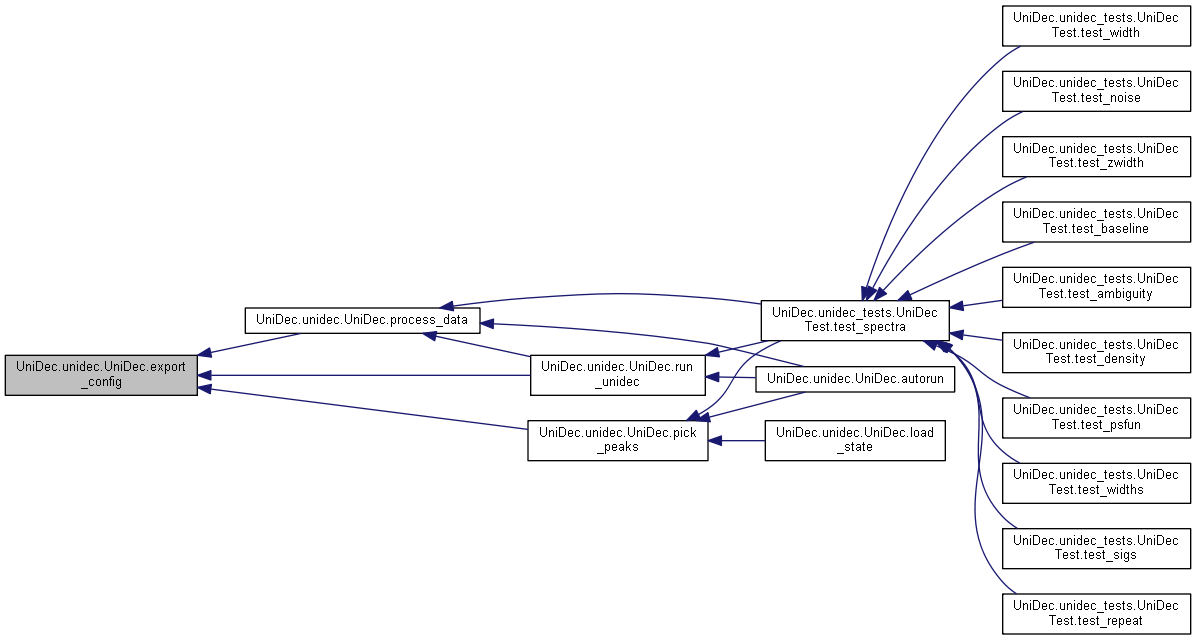 UniDec.unidec.UniDec.export
_config
UniDec.unidec.UniDec.process_data
UniDec.unidec.UniDec.run
_unidec
UniDec.unidec.UniDec.pick
_peaks
UniDec.unidec_tests.UniDec
Test.test_spectra
UniDec.unidec.UniDec.autorun
UniDec.unidec.UniDec.load
_state
UniDec.unidec_tests.UniDec
Test.test_width
UniDec.unidec_tests.UniDec
Test.test_noise
UniDec.unidec_tests.UniDec
Test.test_zwidth
UniDec.unidec_tests.UniDec
Test.test_baseline
UniDec.unidec_tests.UniDec
Test.test_ambiguity
UniDec.unidec_tests.UniDec
Test.test_density
UniDec.unidec_tests.UniDec
Test.test_psfun
UniDec.unidec_tests.UniDec
Test.test_widths
UniDec.unidec_tests.UniDec
Test.test_sigs
UniDec.unidec_tests.UniDec
Test.test_repeat